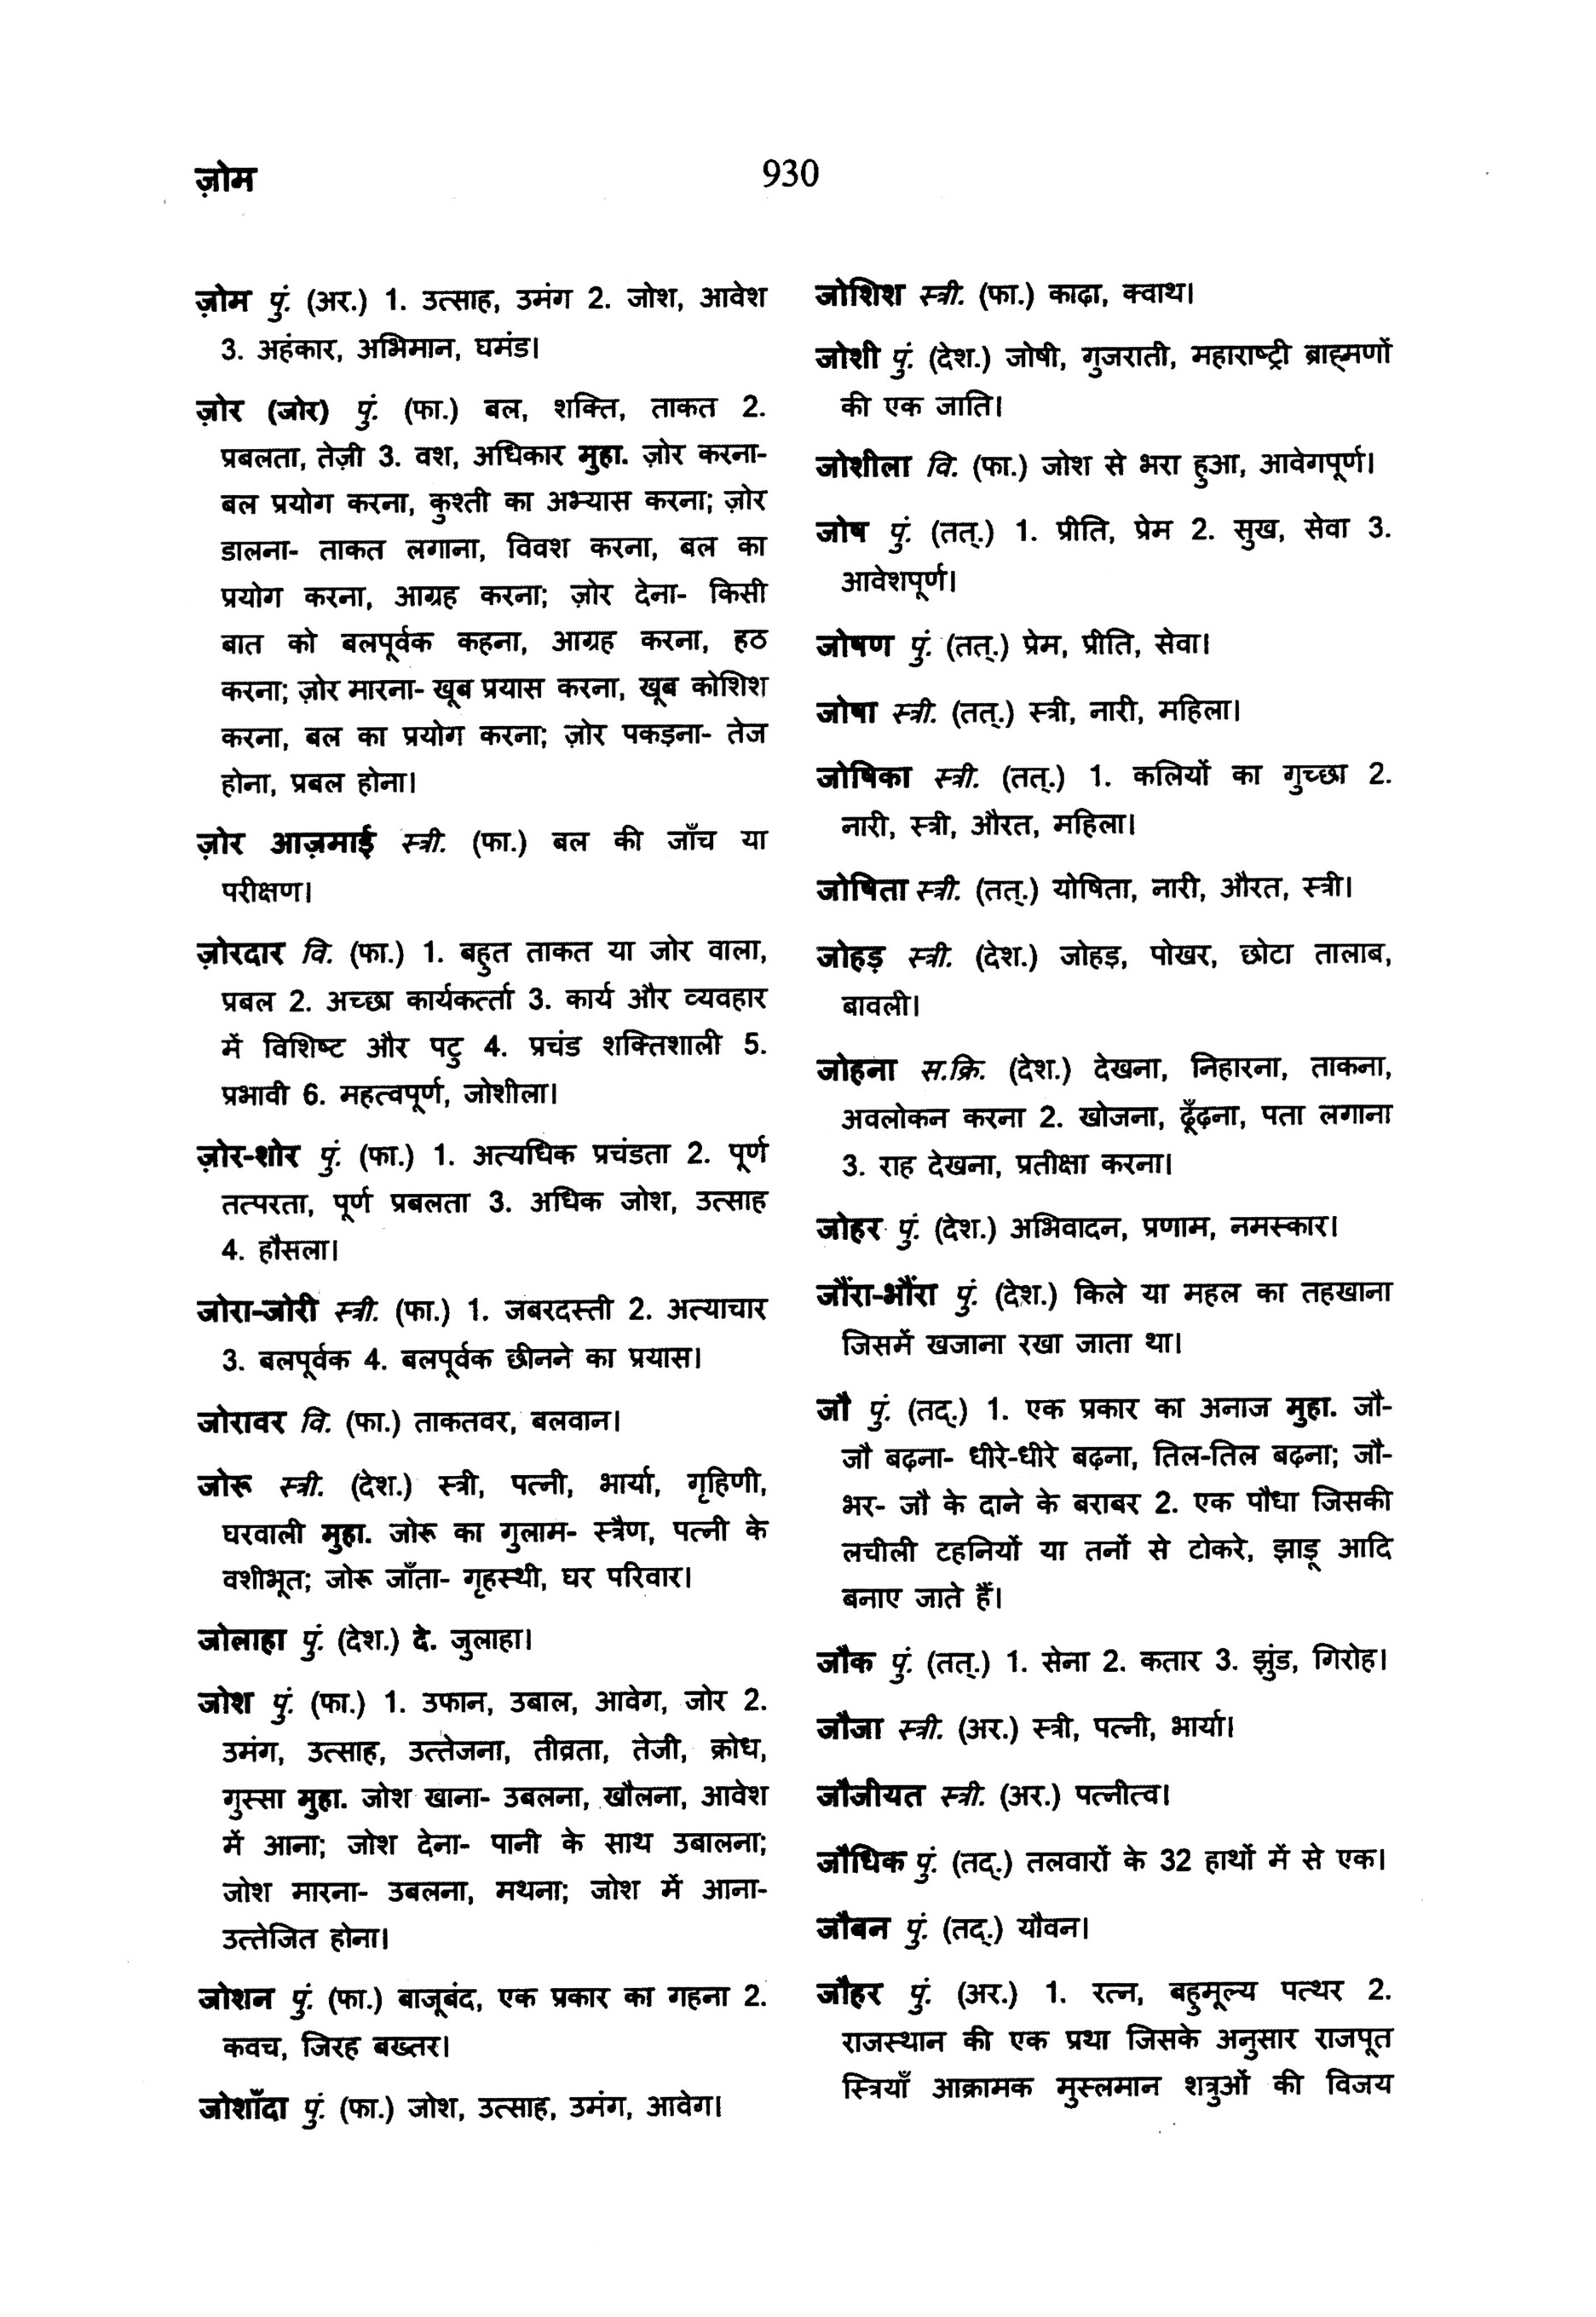 ज़ोम
930
ज़ोम पुं. (अर.) 1. उत्साह, उमंग 2. जोश, आवेश
3. अहंकार, अभिमान, घमंड।
ज़ोर (जोर) पुं. (फा.) बल, शक्ति, ताकत 2.
प्रबलता, तेज़ी 3. वश, अधिकार मुहा. ज़ोर करना-
बल प्रयोग करना, कुश्ती का अभ्यास करना; ज़ोर
डालना- ताकत लगाना, विवश करना, बल का
प्रयोग करना, आग्रह करना; ज़ोर देना- किसी
बात को बलपूर्वक कहना, आग्रह करना, हठ
करना; ज़ोर मारना- खूब प्रयास करना, खूब कोशिश
करना, बल का प्रयोग करना; ज़ोर पकड़ना- तेज
होना, प्रबल होना।
ज़ोर आज़माई स्त्री. (फा.) बल की जाँच या
परीक्षण।
ज़ोरदार वि. (फा.) 1. बहुत ताकत या जोर वाला,
प्रबल 2. अच्छा कार्यकर्त्ता 3. कार्य और व्यवहार
में विशिष्ट और पटु 4. प्रचंड शक्तिशाली 5.
प्रभावी 6. महत्वपूर्ण, जोशीला।
ज़ोर-शोर पुं. (फा.) 1. अत्यधिक प्रचंडता 2. पूर्ण
तत्परता, पूर्ण प्रबलता 3. अधिक जोश, उत्साह
4. हौसला।
जोरा-जोरी स्त्री. (फा.) 1. जबरदस्ती 2. अत्याचार
3. बलपूर्वक 4. बलपूर्वक छीनने का प्रयास।
जोरावर वि. (फा.) ताकतवर, बलवान।
जोरू स्त्री. (देश.) स्त्री, पत्नी, भार्या, गृहिणी,
घरवाली मुहा. जोरू का गुलाम- स्त्रैण, पत्नी के
वशीभूत; जोरू जाँता- गृहस्थी, घर परिवार।
जोलाहा पुं. (देश.) दे. जुलाहा।
जोश पुं. (फा.) 1. उफान, उबाल, आवेग, जोर 2.
उमंग, उत्साह, उत्तेजना, तीव्रता, तेजी, क्रोध,
गुस्सा मुहा. जोश खाना- उबलना, खौलना, आवेश
में आना; जोश देना- पानी के साथ उबालना;
जोश मारना- उबलना, मथना; जोश में आना-
उत्तेजित होना।
जोशन पुं. (फा.) बाजूबंद, एक प्रकार का गहना 2.
कवच, जिरह बख्तर।
जोशाँदा पुं. (फा.) जोश, उत्साह, उमंग, आवेग।
जोशिश स्त्री. (फा.) काढ़ा, क्वाथ।
जोशी पुं. (देश.) जोषी, गुजराती, महाराष्ट्री ब्राह्मणों
की एक जाति।
जोशीला वि. (फा.) जोश से भरा हुआ, आवेगपूर्ण।
जोष पुं. (तत्.) 1. प्रीति, प्रेम 2. सुख, सेवा 3.
आवेशपूर्ण।
जोषण पुं. (तत्.) प्रेम, प्रीति, सेवा।
जोषा स्त्री. (तत्.) स्त्री, नारी, महिला।
जोषिका स्त्री. (तत्.) 1. कलियों का गुच्छा 2.
नारी, स्त्री, औरत, महिला।
जोषिता स्त्री. (तत्.) योषिता, नारी, औरत, स्त्री।
जोहड़ स्त्री. (देश.) जोहड़, पोखर, छोटा तालाब,
बावली।
जोहना स.क्रि. (देश.) देखना, निहारना, ताकना,
अवलोकन करना 2. खोजना, ढूँढ़ना, पता लगाना
3. राह देखना, प्रतीक्षा करना।
जोहर पुं. (देश.) अभिवादन, प्रणाम, नमस्कार।
जौंरा-भौंरा पुं. (देश.) किले या महल का तहखाना
जिसमें खजाना रखा जाता था।
जौ पुं. (तद्.) 1. एक प्रकार का अनाज मुहा. जौ-
जौ बढ़ना- धीरे-धीरे बढ़ना, तिल-तिल बढ़ना; जौ-
भर- जौ के दाने के बराबर 2. एक पौधा जिसकी
लचीली टहनियों या तनों से टोकरे, झाड़ू आदि
बनाए जाते हैं।
जौक पुं. (तत्.) 1. सेना 2. कतार 3. झुंड, गिरोह।
जौजा स्त्री. (अर.) स्त्री, पत्नी, भार्या।
जौजीयत स्त्री. (अर.) पत्नीत्व।
जौधिक पुं. (तद्.) तलवारों के 32 हाथों में से एक।
जौबन पुं. (तद्.) यौवन।
जौहर पुं. (अर.) 1. रत्न, बहुमूल्य पत्थर 2.
राजस्थान की एक प्रथा जिसके अनुसार राजपूत
स्त्रियाँ आक्रामक मुस्लमान शत्रुओं की विजय